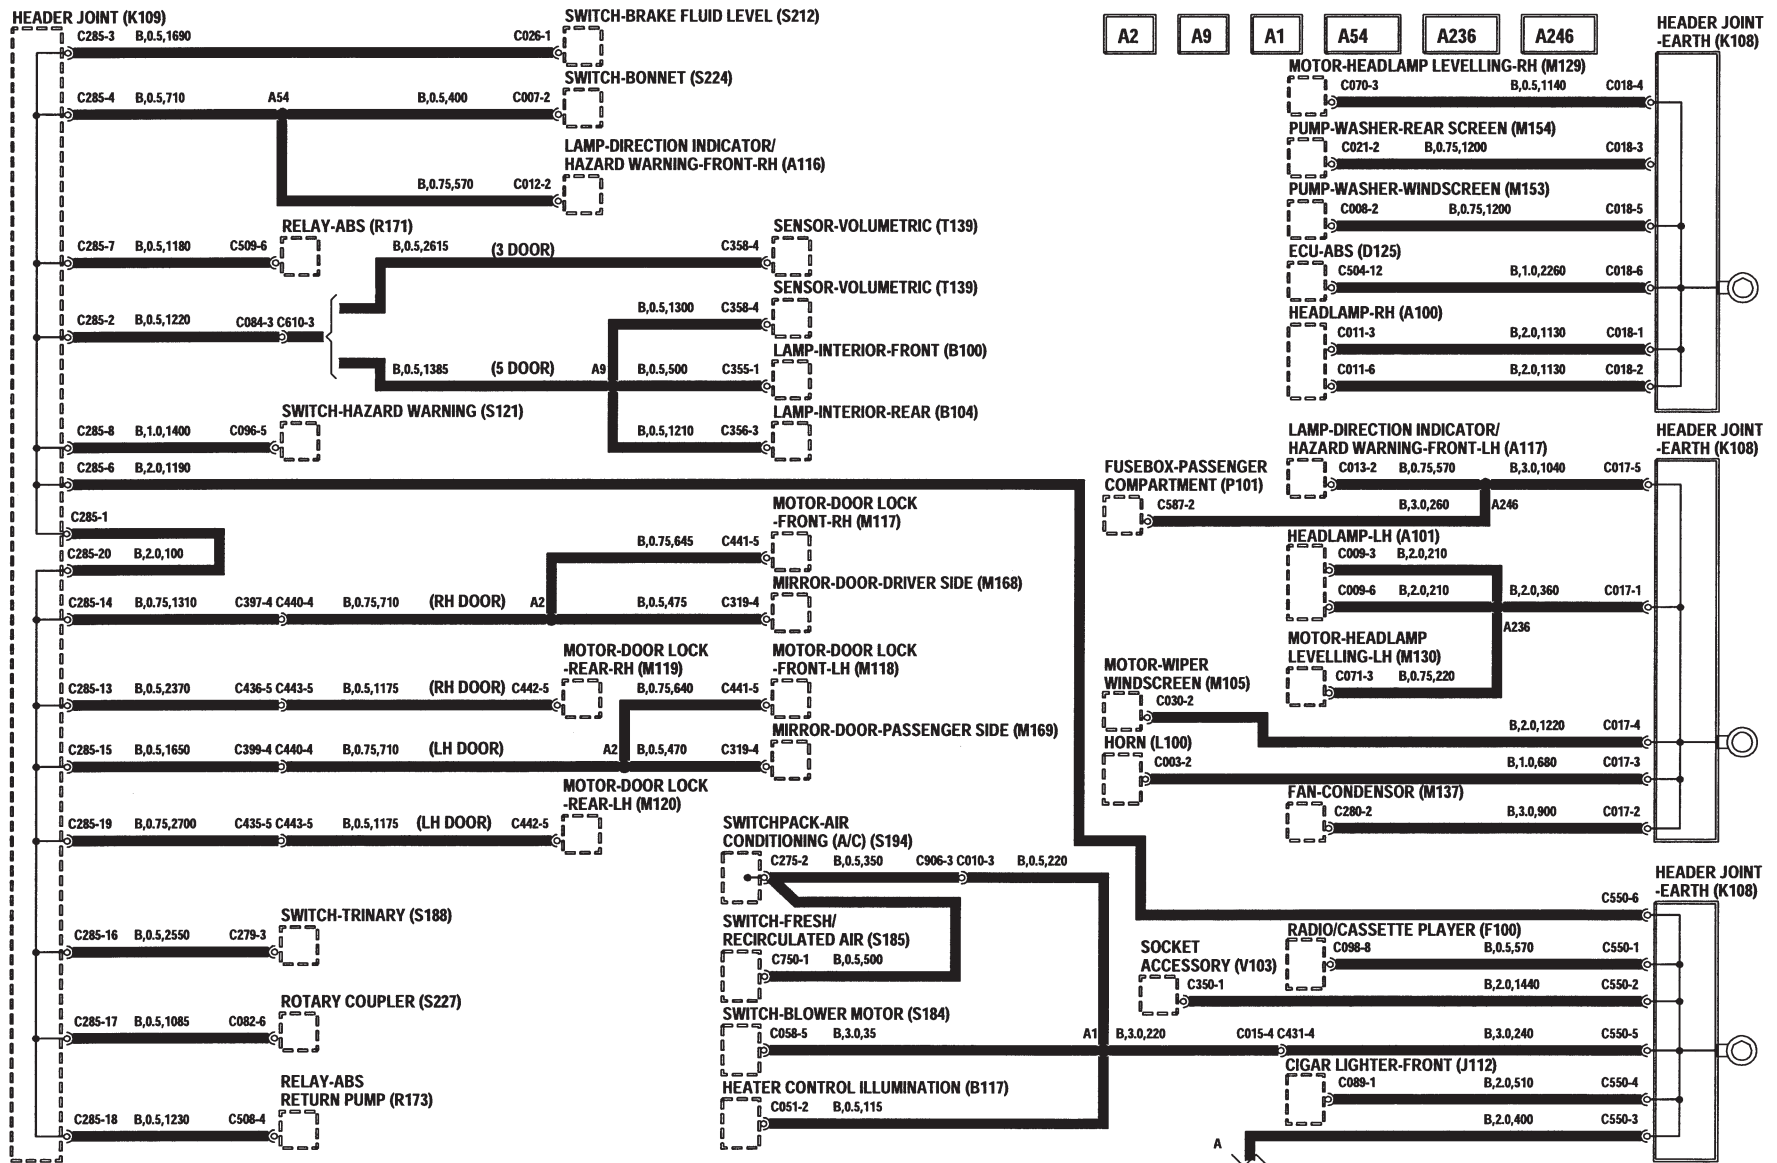 HEADER JOINT (K109)
C285-3 B,0.5,1690 C026-1
SWITCH-BRAKE FLUID LEVEL (S212)
C285-4 B,0.5,710 A54 B,0.5,400 C007-2
SWITCH-BONNET (S224)
LAMP-DIRECTION INDICATOR/
HAZARD WARNING-FRONT-RH (A116)
B,0.75,570 C012-2
RELAY-ABS (R171)
C285-7 B,0.5,1180 C509-6
B,0.5,2615 (3 DOOR) C358-4
SENSOR-VOLUMETRIC (T139)
C285-2 B,0.5,1220 C084-3 C610-3
SENSOR-VOLUMETRIC (T139)
B,0.5,1300 C358-4
B,0.5,1385 (5 DOOR) A9 B,0.5,500 C355-1
LAMP-INTERIOR-FRONT (B100)
LAMP-INTERIOR-REAR (B104)
B,0.5,1210 C356-3
SWITCH-HAZARD WARNING (S121)
C285-8 B,1.0,1400 C096-5
C285-6 B,2.0,1190
C285-1
C285-20 B,2.0,100
MOTOR-DOOR LOCK
-FRONT-RH (M117)
B,0.75,645 C441-5
MIRROR-DOOR-DRIVER SIDE (M168)
C285-14 B,0.75,1310 C397-4 C440-4 B,0.75,710 (RH DOOR) A2 B,0.5,475 C319-4
MOTOR-DOOR LOCK
-REAR-RH (M119)
C285-13 B,0.5,2370 C436-5 C443-5 B,0.5,1175 (RH DOOR) C442-5
MOTOR-DOOR LOCK
-FRONT-LH (M118)
B,0.75,640 C441-5
MIRROR-DOOR-PASSENGER SIDE (M169)
C285-15 B,0.5,1650 C399-4 C440-4 B,0.75,710 (LH DOOR) A2 B,0.5,470 C319-4
MOTOR-DOOR LOCK
-REAR-LH (M120)
C285-19 B,0.75,2700 C435-5 C443-5 B,0.5,1175 (LH DOOR) C442-5
SWITCHPACK-AIR
CONDITIONING (A/C) (S194)
C275-2 B,0.5,350 C906-3 C010-3 B,0.5,220
SWITCH-FRESH/
RECIRCULATED AIR (S185)
C750-1 B,0.5,500
SWITCH-TRINARY (S188)
C285-16 B,0.5,2550 C279-3
ROTARY COUPLER (S227)
C285-17 B,0.5,1085 C082-6
RELAY-ABS
RETURN PUMP (R173)
C285-18 B,0.5,1230 C508-4
SWITCH-BLOWER MOTOR (S184)
C058-5 B,3.0,35 A1 B,3.0,220 C015-4 C431-4 B,3.0,240 C550-5
HEATER CONTROL ILLUMINATION (B117)
C051-2 B,0.5,115
A2 A9 A1 A54 A236 A246
HEADER JOINT
-EARTH (K108)
MOTOR-HEADLAMP LEVELLING-RH (M129)
C070-3 B,0.5,1140 C018-4
PUMP-WASHER-REAR SCREEN (M154)
C021-2 B,0.75,1200 C018-3
PUMP-WASHER-WINDSCREEN (M153)
C008-2 B,0.75,1200 C018-5
ECU-ABS (D125)
C504-12 B,1.0,2260 C018-6
HEADLAMP-RH (A100)
C011-3 B,2.0,1130 C018-1
C011-6 B,2.0,1130 C018-2
HEADER JOINT
-EARTH (K108)
LAMP-DIRECTION INDICATOR/
HAZARD WARNING-FRONT-LH (A117)
C013-2 B,0.75,570 B,3.0,1040 C017-5
FUSEBOX-PASSENGER
COMPARTMENT (P101)
C587-2 B,3.0,260 A246
HEADLAMP-LH (A101)
C009-3 B,2.0,210
C009-6 B,2.0,210 B,2.0,360 C017-1
A236
MOTOR-HEADLAMP
LEVELLING-LH (M130)
C071-3 B,0.75,220
MOTOR-WIPER
WINDSCREEN (M105)
C030-2 B,2.0,1220 C017-4
HORN (L100)
C003-2 B,1.0,680 C017-3
FAN-CONDENSOR (M137)
C280-2 B,3.0,900 C017-2
HEADER JOINT
-EARTH (K108)
C550-6
RADIO/CASSETTE PLAYER (F100)
C098-8 B,0.5,570 C550-1
SOCKET
ACCESSORY (V103)
C350-1 B,2.0,1440 C550-2
CIGAR LIGHTER-FRONT (J112)
C089-1 B,2.0,510 C550-4
B,2.0,400 C550-3
A